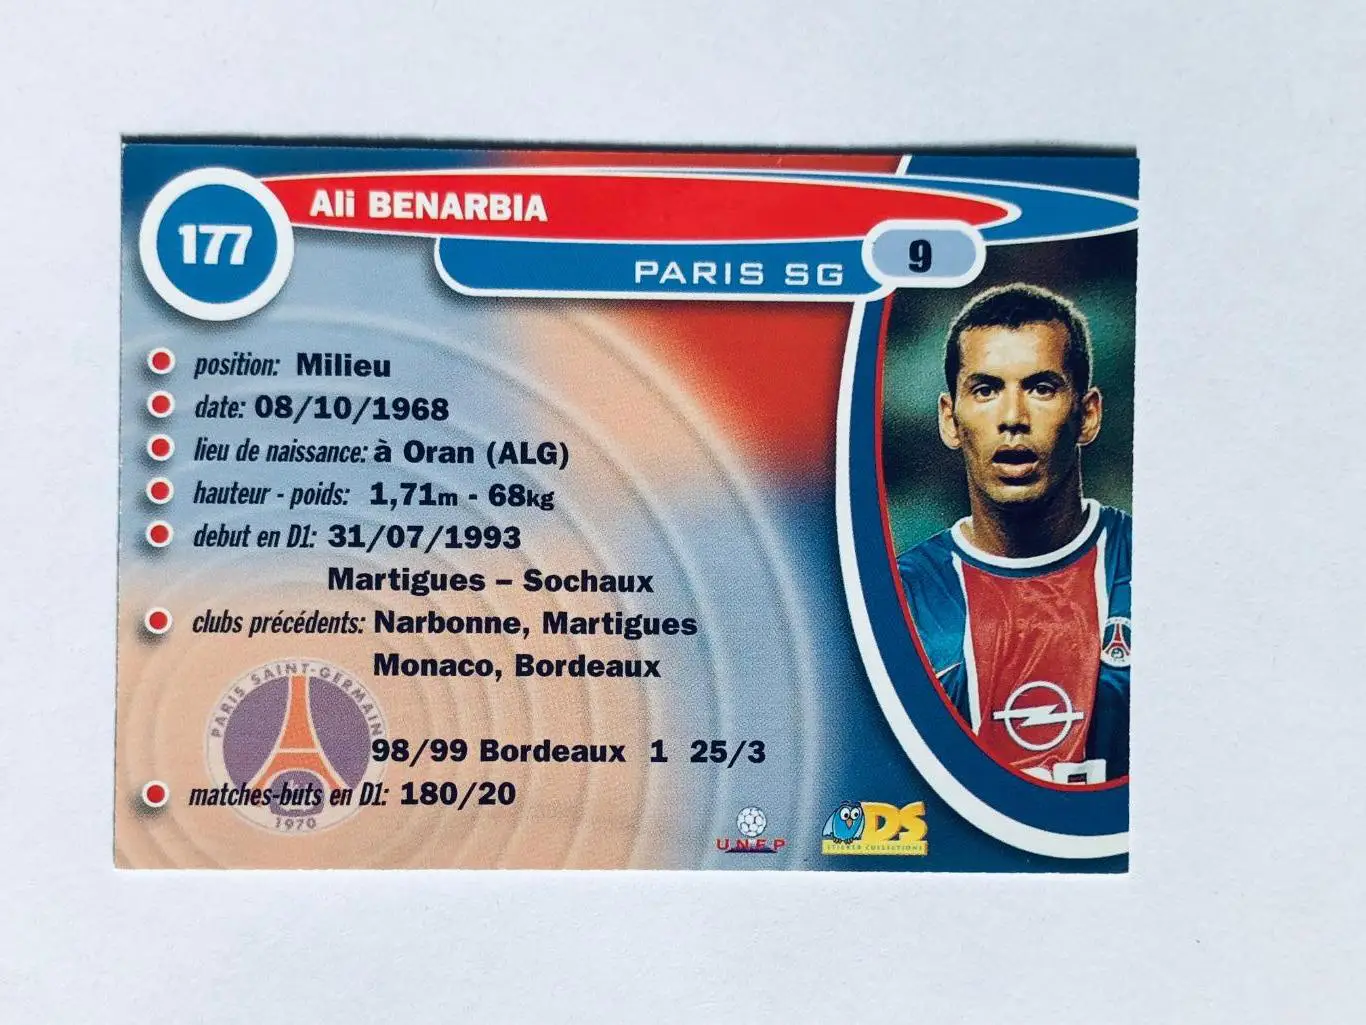 177
Ali BENARBIA
PARIS SG
9
position: Milieu
date: 08/10/1968
lieu de naissance: à Oran (ALG)
hauteur - poids: 1,71m - 68kg
debut en D1: 31/07/1993
Martigues – Sochaux
clubs précédents: Narbonne, Martigues
Monaco, Bordeaux
98/99 Bordeaux 1 25/3
matches-buts en D1: 180/20
PARIS SAINT-GERMAIN
1970
U.N.F.P
DS
STICKER COLLECTIONS